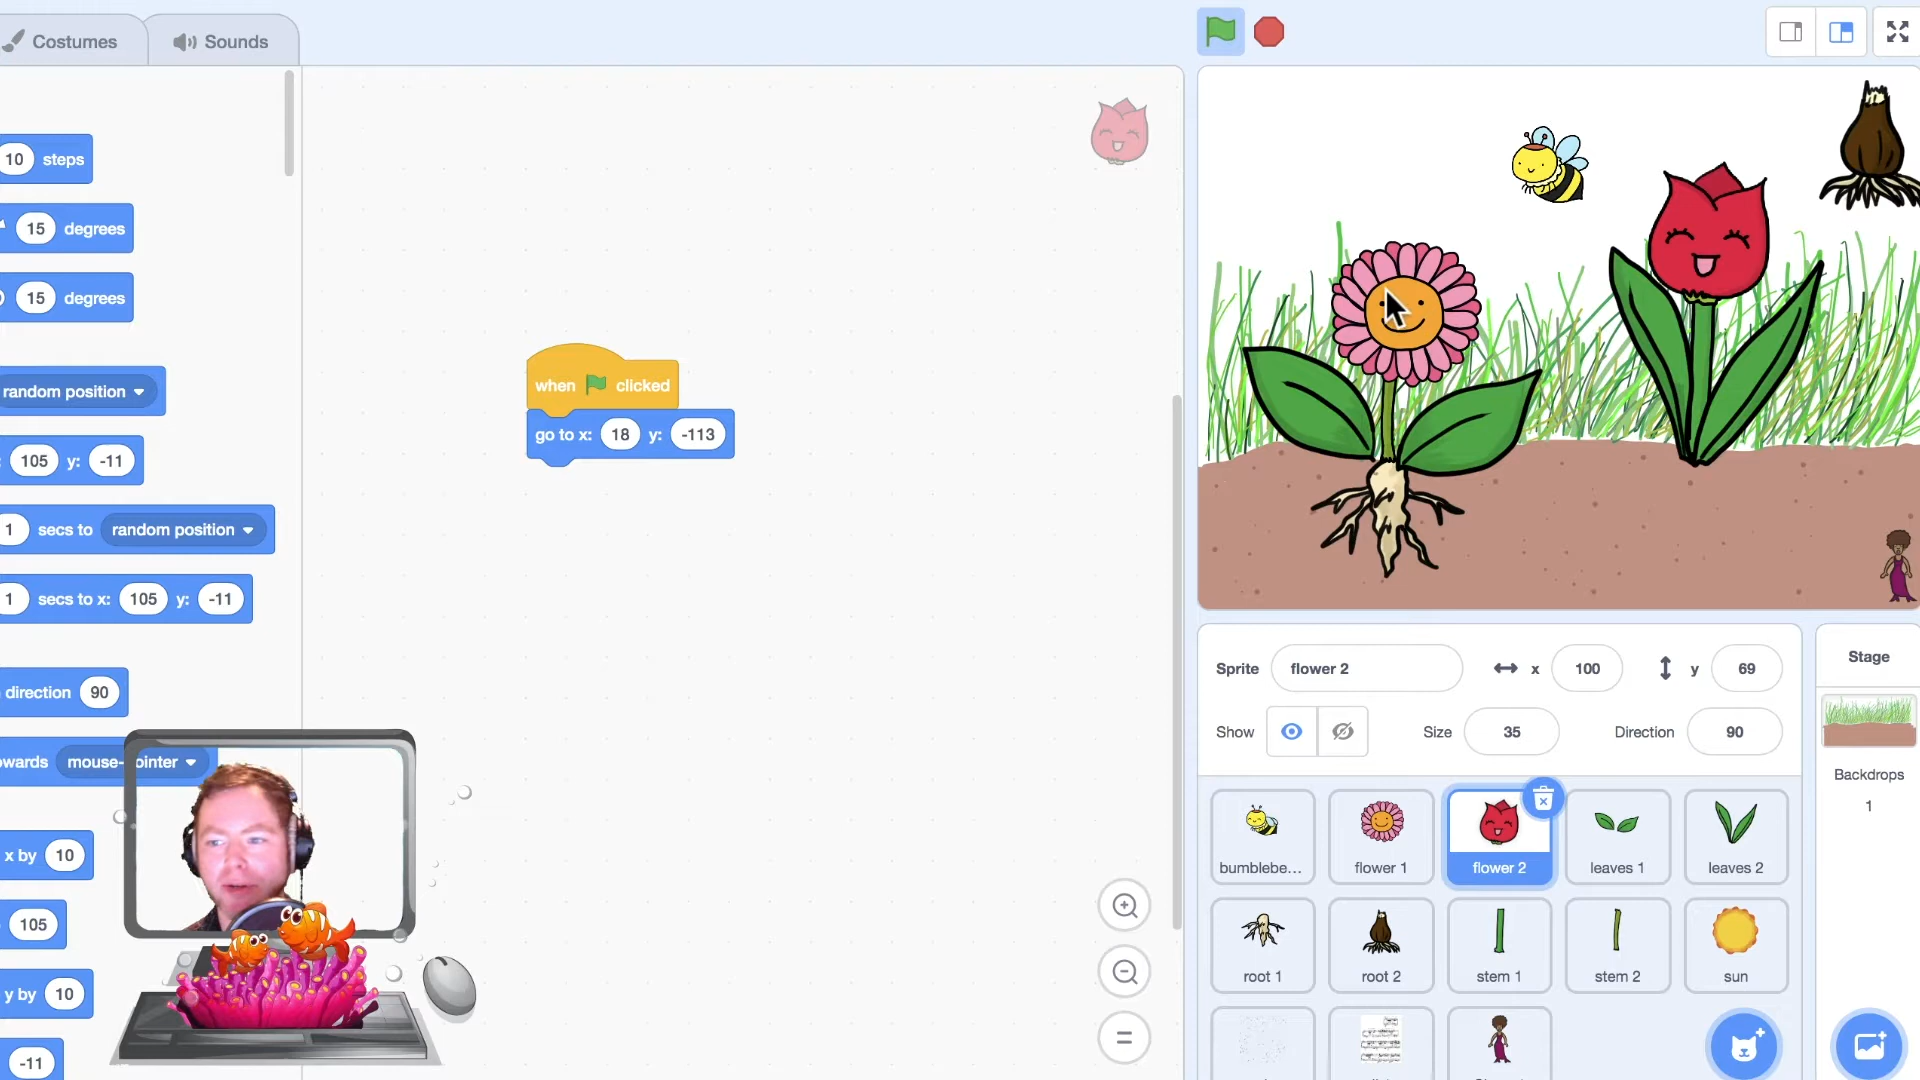 Costumes
Sounds
10 steps
15 degrees
15 degrees
random position
105 y: -11
1 secs to random position
1 secs to x: 105 y: -11
direction 90
wards mouse-
inter
x by 10
105
y by 10
-11
when clicked
go to x: 18 y: -113
Sprite flower 2 x 100 y 69
Show Size 35 Direction 90
bumblebe... flower 1 flower 2 leaves 1 leaves 2
root 1 root 2 stem 1 stem 2 sun
Stage
Backdrops
1